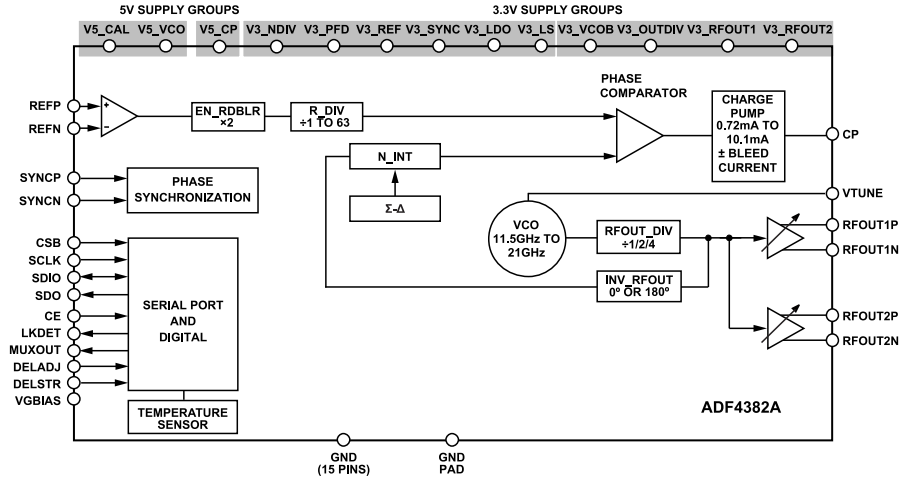 5V SUPPLY GROUPS
3.3V SUPPLY GROUPS
V5_CAL V5_VCO V5_CP V3_NDIV V3_PFD V3_REF V3_SYNC V3_LDO V3_LS V3_VCOB V3_OUTDIV V3_RFOUT1 V3_RFOUT2
REFP
REFN
+
–
EN_RDBLR
×2
R_DIV
÷1 TO 63
PHASE
COMPARATOR
CHARGE
PUMP
0.72mA TO
10.1mA
± BLEED
CURRENT
CP
N_INT
Σ-Δ
SYNCP
SYNCN
PHASE
SYNCHRONIZATION
VTUNE
VCO
11.5GHz TO
21GHz
RFOUT_DIV
÷1/2/4
INV_RFOUT
0º OR 180º
RFOUT1P
RFOUT1N
RFOUT2P
RFOUT2N
CSB
SCLK
SDIO
SDO
CE
LKDET
MUXOUT
DELADJ
DELSTR
VGBIAS
SERIAL PORT
AND
DIGITAL
TEMPERATURE
SENSOR
ADF4382A
GND
(15 PINS)
GND
PAD